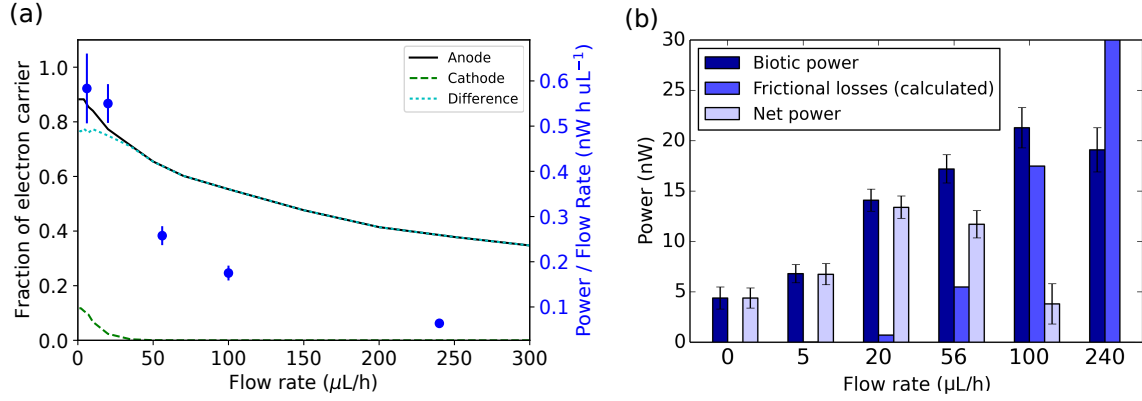 (a)
Fraction of electron carrier
1.0
0.8
0.6
0.4
0.2
0.0
Anode
Cathode
Difference
0.6
0.5
0.4
0.3
0.2
0.1
Power / Flow Rate (nW h uL⁻¹)
0 50 100 150 200 250 300
Flow rate (μL/h)
(b)
Power (nW)
30
25
20
15
10
5
0
Biotic power
Frictional losses (calculated)
Net power
0 5 20 56 100 240
Flow rate (μL/h)